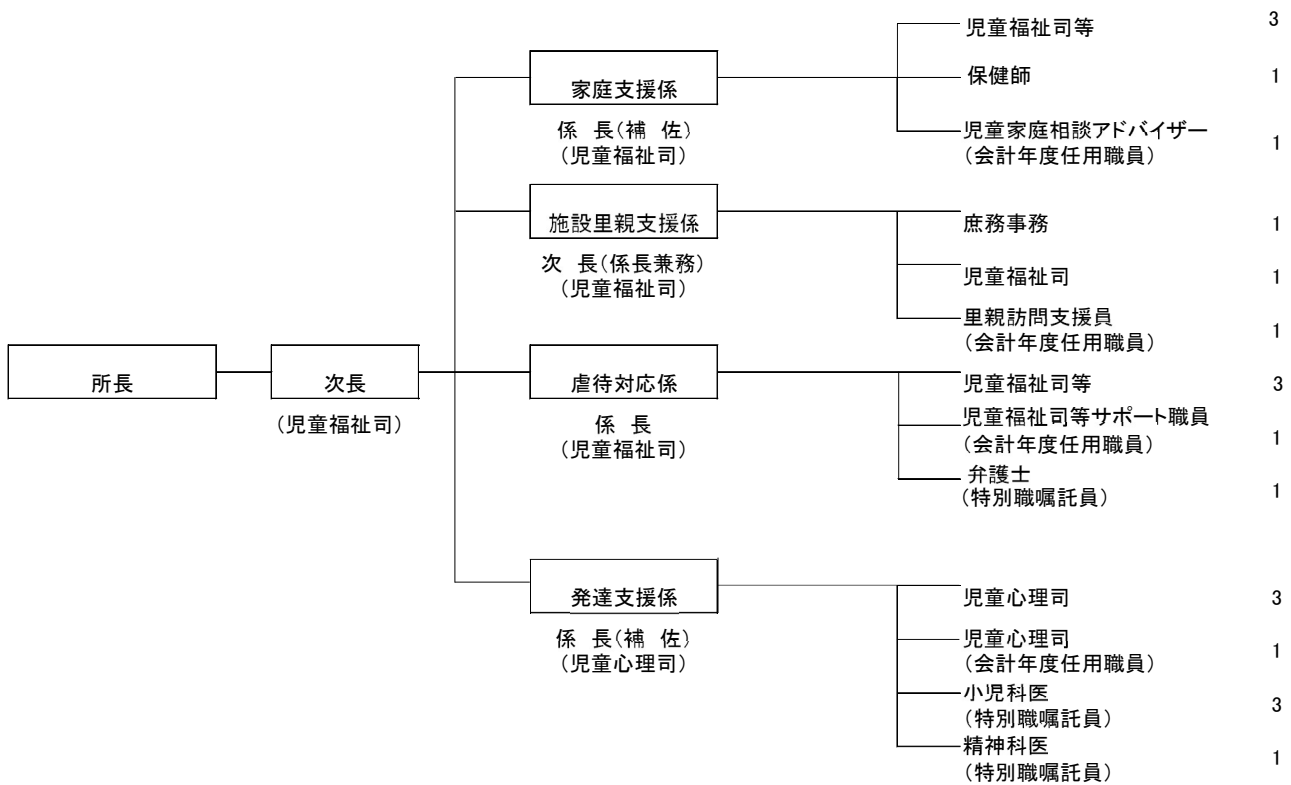 所長
次長
(児童福祉司)
家庭支援係
係 長(補 佐)
(児童福祉司)
児童福祉司等 3
保健師 1
児童家庭相談アドバイザー
(会計年度任用職員) 1
施設里親支援係
次 長(係長兼務)
(児童福祉司)
庶務事務 1
児童福祉司 1
里親訪問支援員
(会計年度任用職員) 1
虐待対応係
係 長
(児童福祉司)
児童福祉司等 3
児童福祉司等サポート職員
(会計年度任用職員) 1
弁護士
(特別職嘱託員) 1
発達支援係
係 長(補 佐)
(児童心理司)
児童心理司 3
児童心理司
(会計年度任用職員) 1
小児科医
(特別職嘱託員) 3
精神科医
(特別職嘱託員) 1